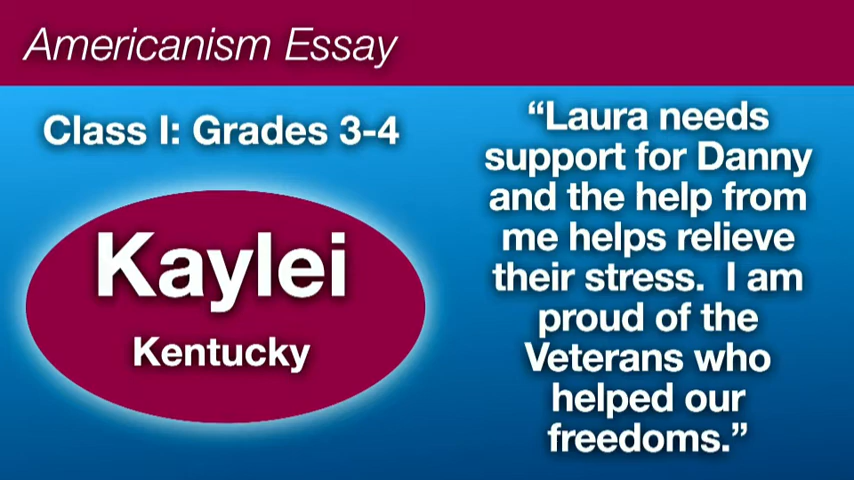 Americanism Essay
Class I: Grades 3-4
Kaylei
Kentucky
“Laura needs
support for Danny
and the help from
me helps relieve
their stress.  I am
proud of the
Veterans who
helped our
freedoms.”